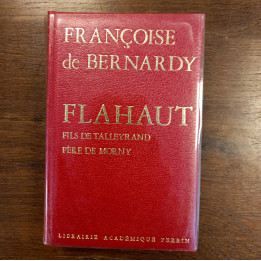 FRANÇOISE
de BERNARDY
FLAHAUT
FILS DE TALLEYRAND
PÈRE DE MORNY
LIBRAIRIE ACADÉMIQUE PERRIN